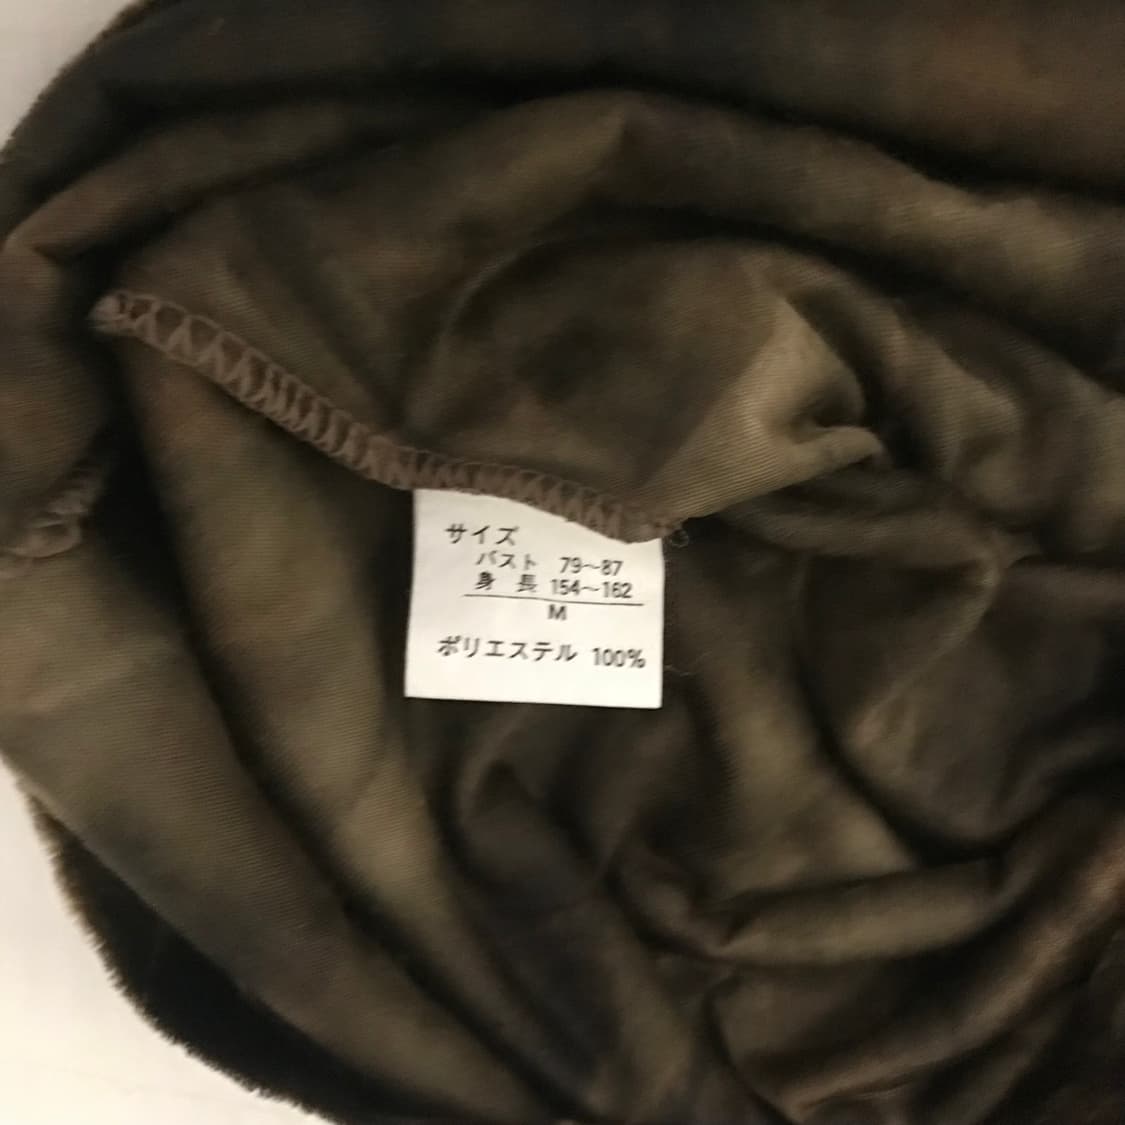 サイズ
バスト 79〜87
身 長 154〜162
M
ポリエステル 100%